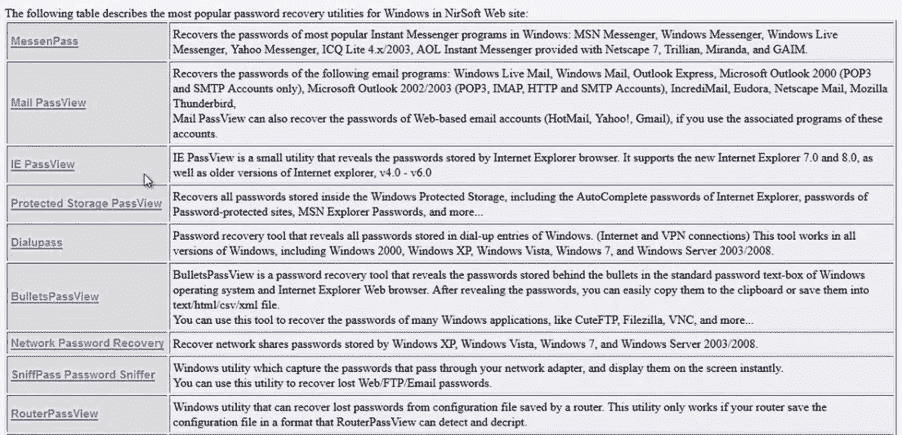 The following table describes the most popular password recovery utilities for Windows in NirSoft Web site:
MessenPass
Recovers the passwords of most popular Instant Messenger programs in Windows: MSN Messenger, Windows Messenger, Windows Live
Messenger, Yahoo Messenger, ICQ Lite 4.x/2003, AOL Instant Messenger provided with Netscape 7, Trillian, Miranda, and GAIM.
Mail PassView
Recovers the passwords of the following email programs: Windows Live Mail, Windows Mail, Outlook Express, Microsoft Outlook 2000 (POP3
and SMTP Accounts only), Microsoft Outlook 2002/2003 (POP3, IMAP, HTTP and SMTP Accounts), IncrediMail, Eudora, Netscape Mail, Mozilla
Thunderbird,
Mail PassView can also recover the passwords of Web-based email accounts (HotMail, Yahoo!, Gmail), if you use the associated programs of these
accounts.
IE PassView
IE PassView is a small utility that reveals the passwords stored by Internet Explorer browser. It supports the new Internet Explorer 7.0 and 8.0, as
well as older versions of Internet explorer, v4.0 - v6.0
Protected Storage PassView
Recovers all passwords stored inside the Windows Protected Storage, including the AutoComplete passwords of Internet Explorer, passwords of
Password-protected sites, MSN Explorer Passwords, and more...
Dialupass
Password recovery tool that reveals all passwords stored in dial-up entries of Windows. (Internet and VPN connections) This tool works in all
versions of Windows, including Windows 2000, Windows XP, Windows Vista, Windows 7, and Windows Server 2003/2008.
BulletsPassView
BulletsPassView is a password recovery tool that reveals the passwords stored behind the bullets in the standard password text-box of Windows
operating system and Internet Explorer Web browser. After revealing the passwords, you can easily copy them to the clipboard or save them into
text/html/csv/xml file.
You can use this tool to recover the passwords of many Windows applications, like CuteFTP, Filezilla, VNC, and more...
Network Password Recovery
Recover network shares passwords stored by Windows XP, Windows Vista, Windows 7, and Windows Server 2003/2008.
SniffPass Password Sniffer
Windows utility which capture the passwords that pass through your network adapter, and display them on the screen instantly.
You can use this utility to recover lost Web/FTP/Email passwords.
RouterPassView
Windows utility that can recover lost passwords from configuration file saved by a router. This utility only works if your router save the
configuration file in a format that RouterPassView can detect and decript.